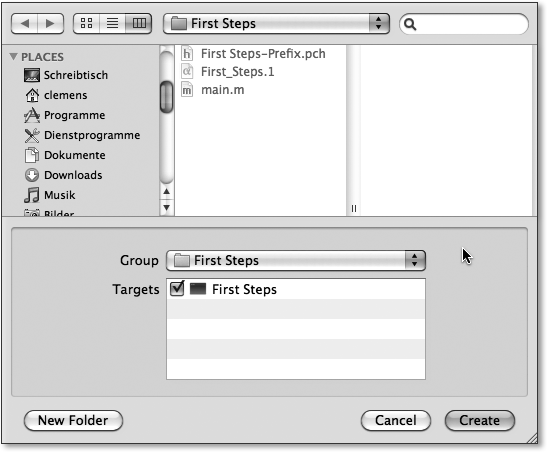 First Steps
PLACES
Schreibtisch
clemens
Programme
Dienstprogramme
Dokumente
Downloads
Musik
Bilder
h First Steps-Prefix.pch
First_Steps.1
m main.m
Group First Steps
Targets First Steps
New Folder Cancel Create